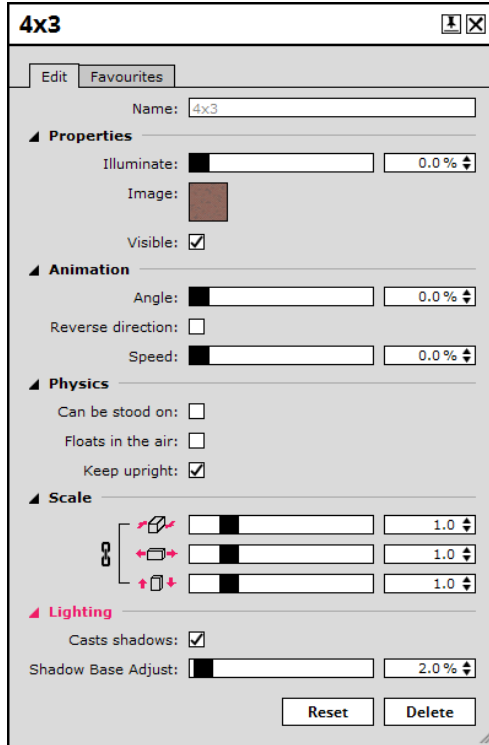 4x3
Edit Favourites
Name: 4x3
Properties
Illuminate: 0.0%
Image:
Visible:
Animation
Angle: 0.0%
Reverse direction:
Speed: 0.0%
Physics
Can be stood on:
Floats in the air:
Keep upright:
Scale
1.0
1.0
1.0
Lighting
Casts shadows:
Shadow Base Adjust: 2.0%
Reset Delete